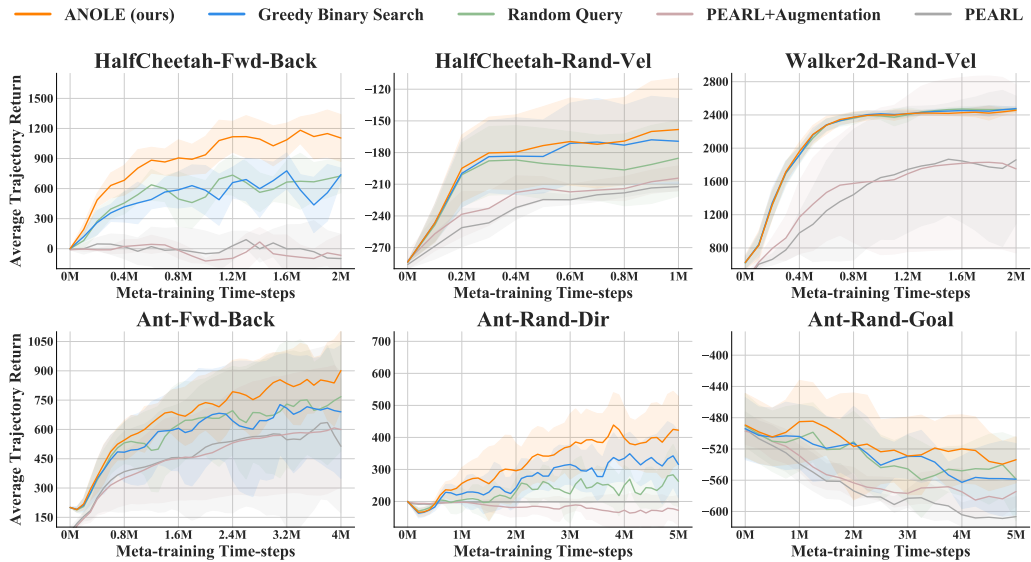 ANOLE (ours) Greedy Binary Search Random Query PEARL+Augmentation PEARL
HalfCheetah-Fwd-Back
Average Trajectory Return
1500
1200
900
600
300
0
0M 0.4M 0.8M 1.2M 1.6M 2M
Meta-training Time-steps
HalfCheetah-Rand-Vel
−120
−150
−180
−210
−240
−270
0M 0.2M 0.4M 0.6M 0.8M 1M
Meta-training Time-steps
Walker2d-Rand-Vel
2800
2400
2000
1600
1200
800
0M 0.4M 0.8M 1.2M 1.6M 2M
Meta-training Time-steps
Ant-Fwd-Back
Average Trajectory Return
1050
900
750
600
450
300
150
0M 0.8M 1.6M 2.4M 3.2M 4M
Meta-training Time-steps
Ant-Rand-Dir
700
600
500
400
300
200
0M 1M 2M 3M 4M 5M
Meta-training Time-steps
Ant-Rand-Goal
−400
−440
−480
−520
−560
−600
0M 1M 2M 3M 4M 5M
Meta-training Time-steps